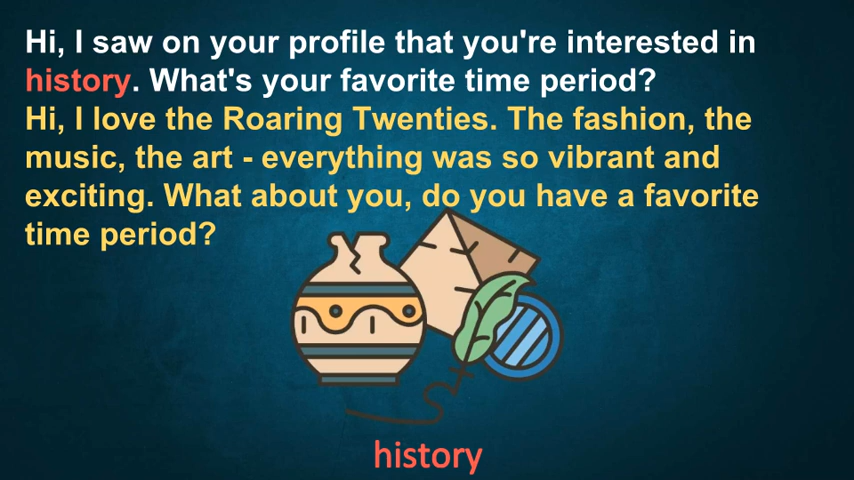 Hi, I saw on your profile that you're interested in
history. What's your favorite time period?
Hi, I love the Roaring Twenties. The fashion, the
music, the art - everything was so vibrant and
exciting. What about you, do you have a favorite
time period?
history